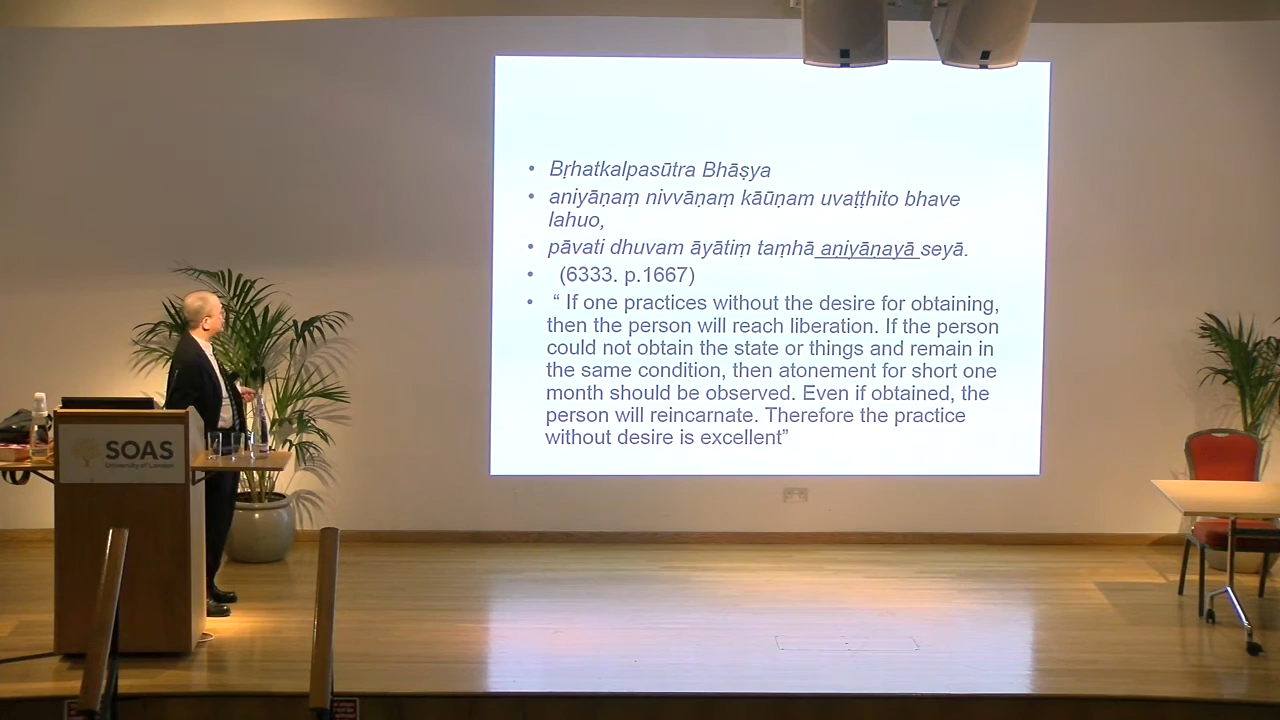 • Bṛhatkalpasūtra Bhāṣya
• aniyāṇaṃ nivvāṇaṃ kāūṇam uvaṭṭhito bhave
lahuo,
• pāvati dhuvam āyātiṃ taṃhā aniyāṇayā seyā.
• (6333. p.1667)
• “ If one practices without the desire for obtaining,
then the person will reach liberation. If the person
could not obtain the state or things and remain in
the same condition, then atonement for short one
month should be observed. Even if obtained, the
person will reincarnate. Therefore the practice
without desire is excellent”
SOAS
University of London